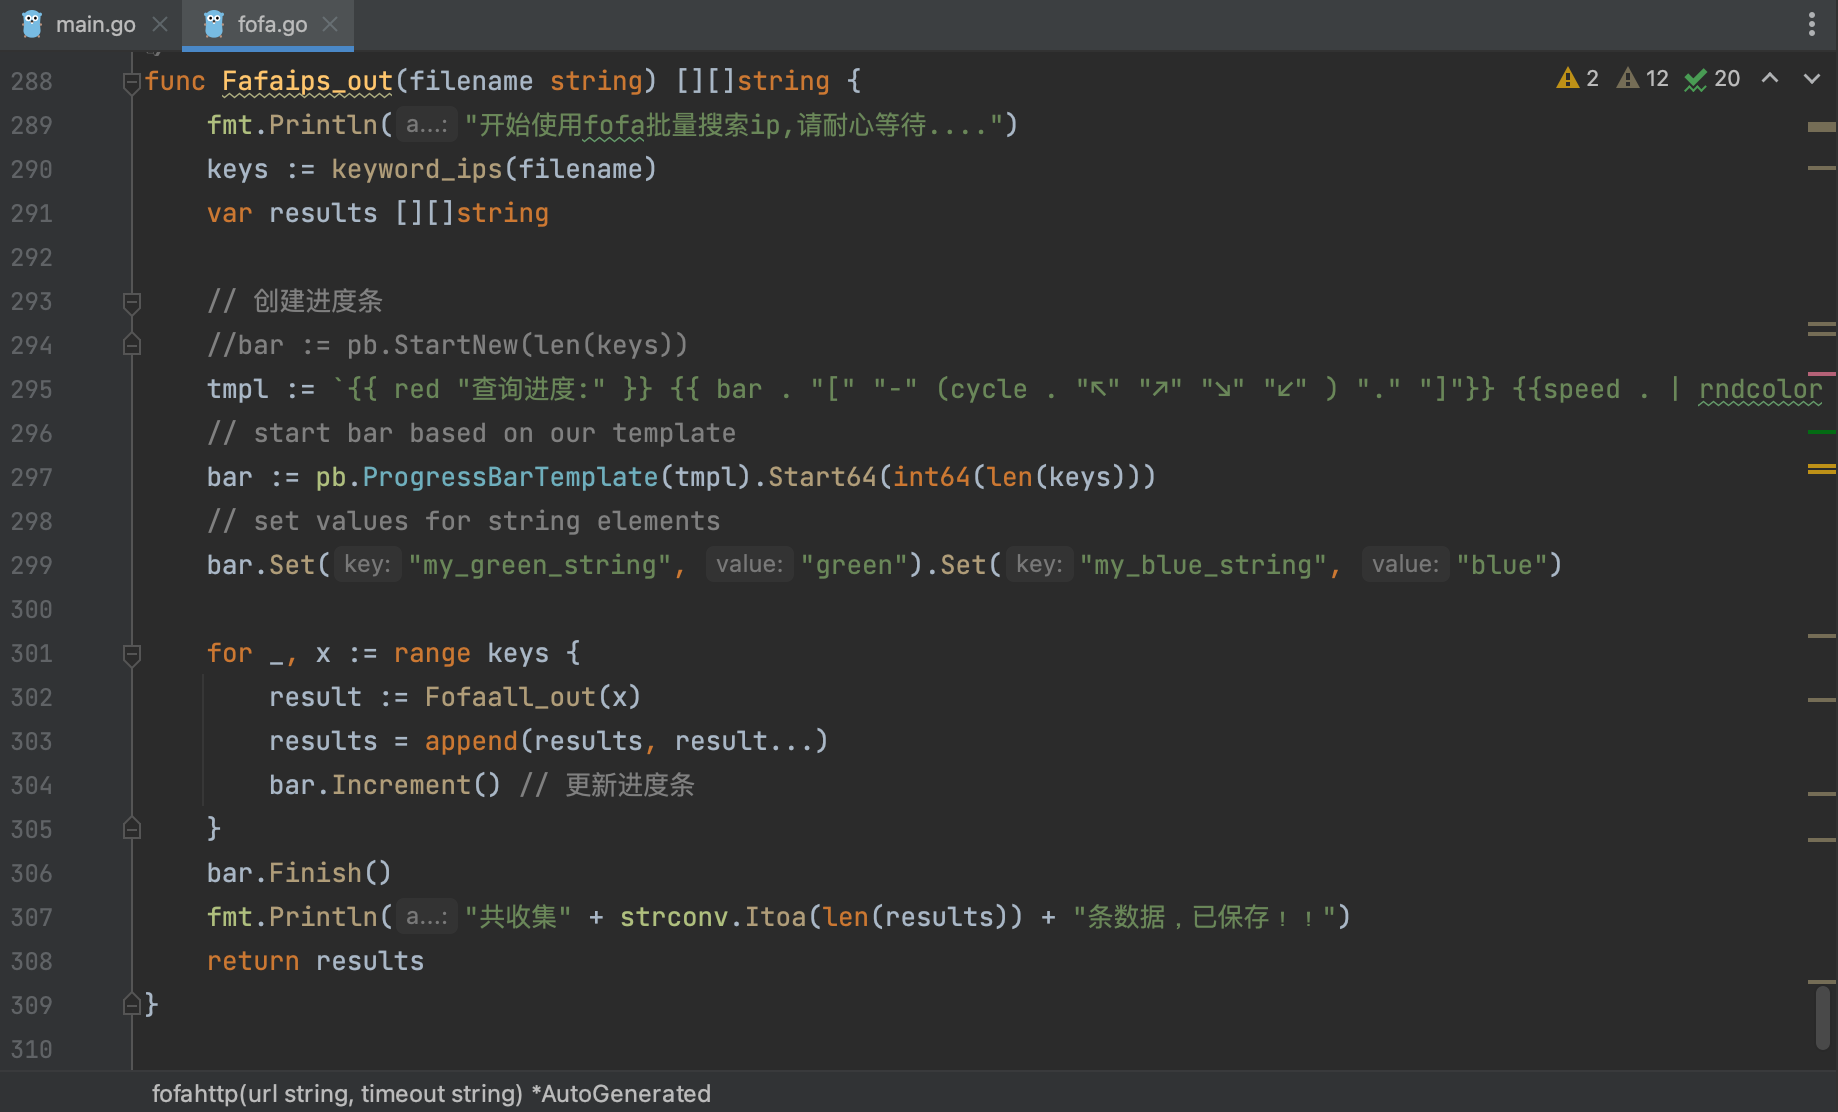 main.go fofa.go
2 12 20
288 func Fafaips_out(filename string) [][]string {
289 fmt.Println( a...: "开始使用fofa批量搜索ip,请耐心等待....")
290 keys := keyword_ips(filename)
291 var results [][]string
292
293 // 创建进度条
294 //bar := pb.StartNew(len(keys))
295 tmpl := `{{ red "查询进度:" }} {{ bar . "[" "-" (cycle . "↖" "↗" "↘" "↙" ) "." "]"}} {{speed . | rndcolor
296 // start bar based on our template
297 bar := pb.ProgressBarTemplate(tmpl).Start64(int64(len(keys)))
298 // set values for string elements
299 bar.Set( key: "my_green_string", value: "green").Set( key: "my_blue_string", value: "blue")
300
301 for _, x := range keys {
302 result := Fofaall_out(x)
303 results = append(results, result...)
304 bar.Increment() // 更新进度条
305 }
306 bar.Finish()
307 fmt.Println( a...: "共收集" + strconv.Itoa(len(results)) + "条数据，已保存！！")
308 return results
309 }
310
fofahttp(url string, timeout string) *AutoGenerated